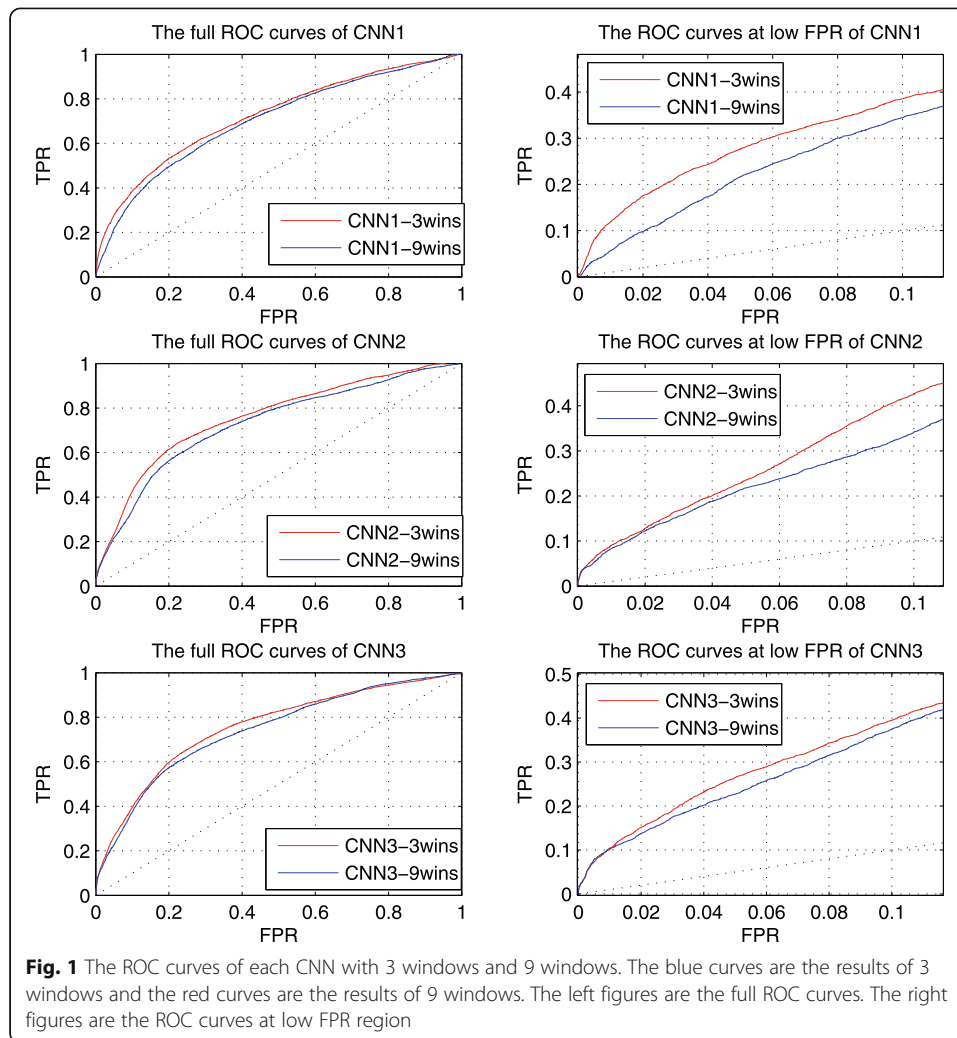 The full ROC curves of CNN1
1
0.8
0.6
0.4
0.2
0
TPR
CNN1-3wins
CNN1-9wins
0 0.2 0.4 0.6 0.8 1
FPR
The ROC curves at low FPR of CNN1
0.4
0.3
0.2
0.1
0
TPR
CNN1-3wins
CNN1-9wins
0 0.02 0.04 0.06 0.08 0.1
FPR
The full ROC curves of CNN2
1
0.8
0.6
0.4
0.2
0
TPR
CNN2-3wins
CNN2-9wins
0 0.2 0.4 0.6 0.8 1
FPR
The ROC curves at low FPR of CNN2
0.4
0.3
0.2
0.1
0
TPR
CNN2-3wins
CNN2-9wins
0 0.02 0.04 0.06 0.08 0.1
FPR
The full ROC curves of CNN3
1
0.8
0.6
0.4
0.2
0
TPR
CNN3-3wins
CNN3-9wins
0 0.2 0.4 0.6 0.8 1
FPR
The ROC curves at low FPR of CNN3
0.5
0.4
0.3
0.2
0.1
0
TPR
CNN3-3wins
CNN3-9wins
0 0.02 0.04 0.06 0.08 0.1
FPR
Fig. 1 The ROC curves of each CNN with 3 windows and 9 windows. The blue curves are the results of 3
windows and the red curves are the results of 9 windows. The left figures are the full ROC curves. The right
figures are the ROC curves at low FPR region